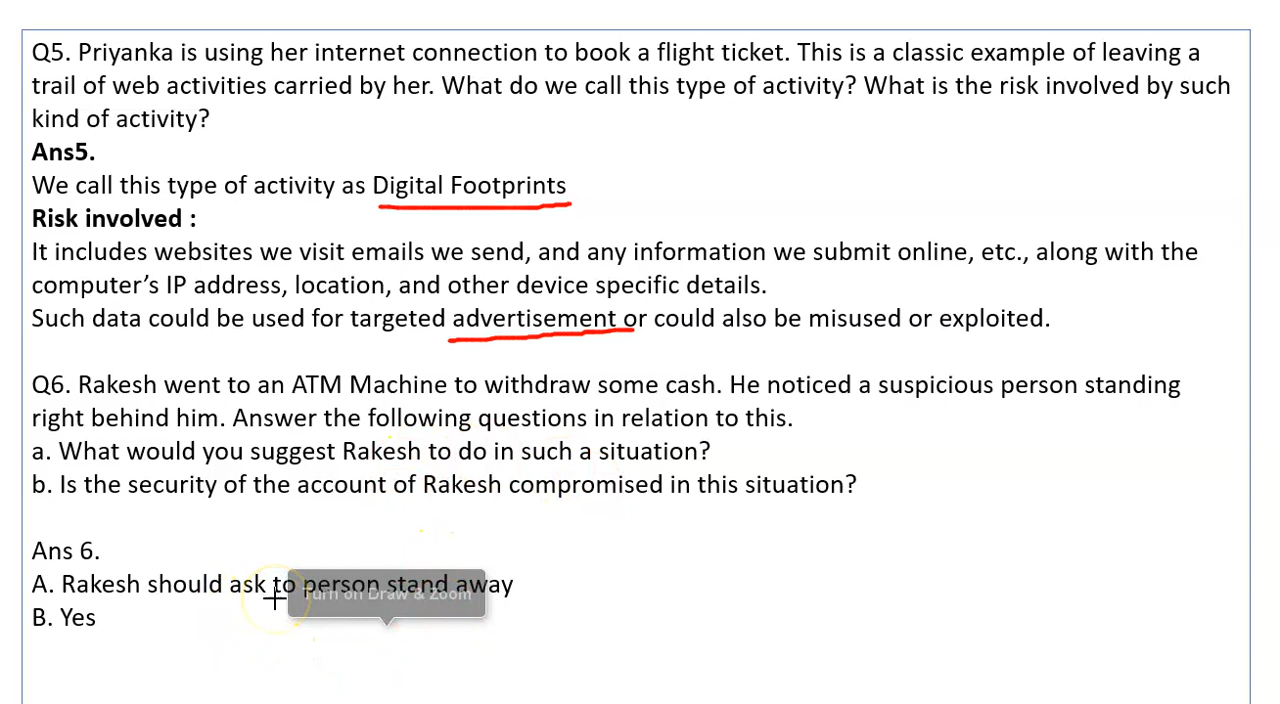 Q5. Priyanka is using her internet connection to book a flight ticket. This is a classic example of leaving a
trail of web activities carried by her. What do we call this type of activity? What is the risk involved by such
kind of activity?
Ans5.
We call this type of activity as Digital Footprints
Risk involved :
It includes websites we visit emails we send, and any information we submit online, etc., along with the
computer’s IP address, location, and other device specific details.
Such data could be used for targeted advertisement or could also be misused or exploited.
Q6. Rakesh went to an ATM Machine to withdraw some cash. He noticed a suspicious person standing
right behind him. Answer the following questions in relation to this.
a. What would you suggest Rakesh to do in such a situation?
b. Is the security of the account of Rakesh compromised in this situation?
Ans 6.
A. Rakesh should ask to person stand away
Turn on Draw & Zoom
B. Yes